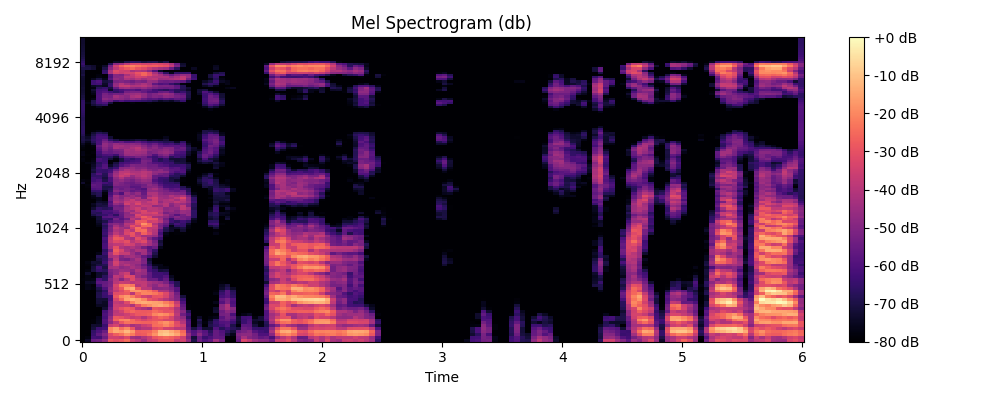 Mel Spectrogram (db)
Hz
8192
4096
2048
1024
512
0
0 1 2 3 4 5 6
Time
+0 dB
-10 dB
-20 dB
-30 dB
-40 dB
-50 dB
-60 dB
-70 dB
-80 dB